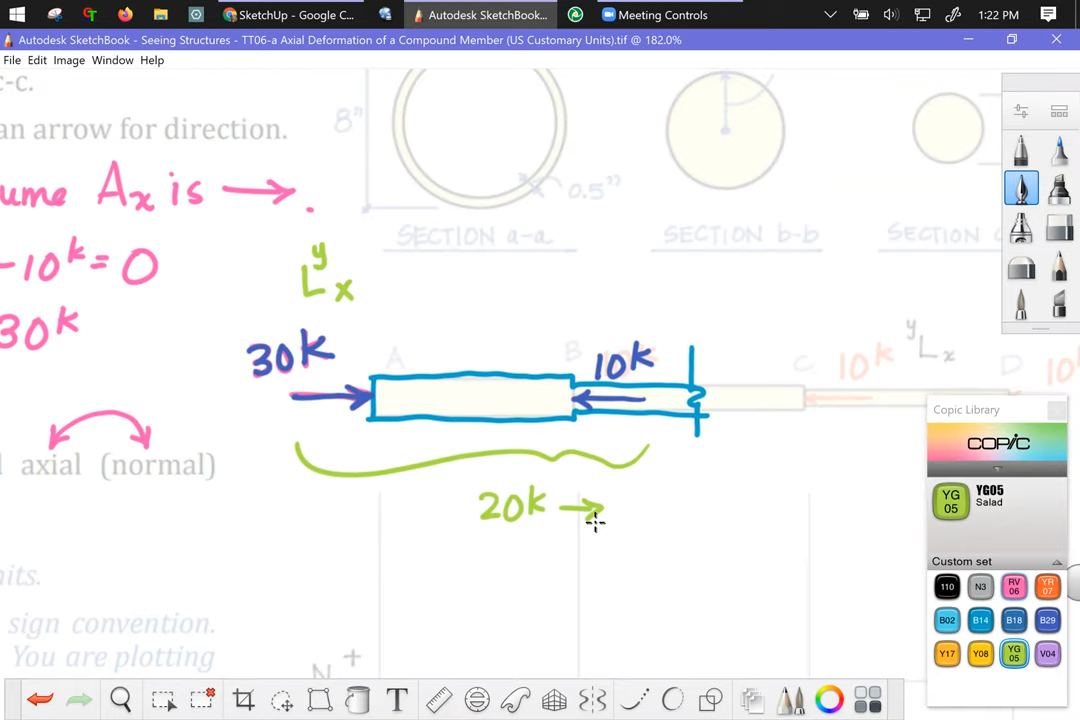 SketchUp - Google C...
Autodesk SketchBook...
Meeting Controls
1:22 PM
Autodesk SketchBook - Seeing Structures - TT06-a Axial Deformation of a Compound Member (US Customary Units).tif @ 182.0%
File Edit Image Window Help
c-c.
an arrow for direction.
ume Ax is →.
-10k = 0
30k
axial (normal)
nits.
sign convention.
You are plotting
8"
0.5"
SECTION a-a
SECTION b-b
SECTION
y
x
30k
A
B
10k
C
10k
y
x
D
10
20k →
N +
Copic Library
COPIC
YG
05
YG05
Salad
Custom set
110
N3
RV
06
YR
07
B02
B14
B18
B29
Y17
Y08
YG
05
V04
T